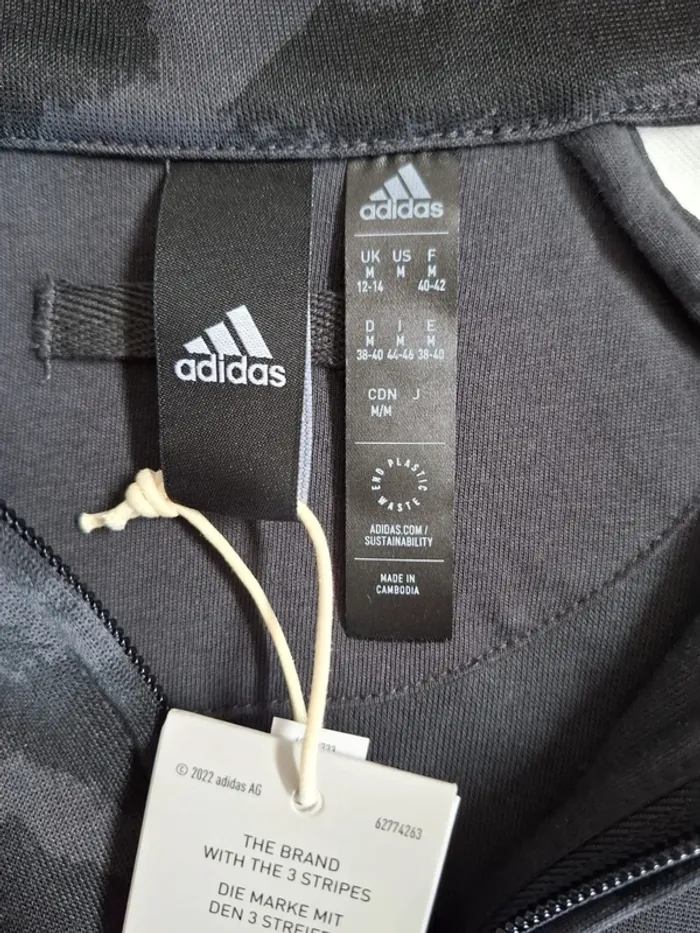 adidas
adidas
UK US F
M M M
12-14 40-42
D I E
M M M
38-40 44-46 38-40
CDN J
M/M
END PLASTIC WASTE
ADIDAS.COM/
SUSTAINABILITY
MADE IN
CAMBODIA
333
© 2022 adidas AG
62774263
THE BRAND
WITH THE 3 STRIPES
DIE MARKE MIT
DEN 3